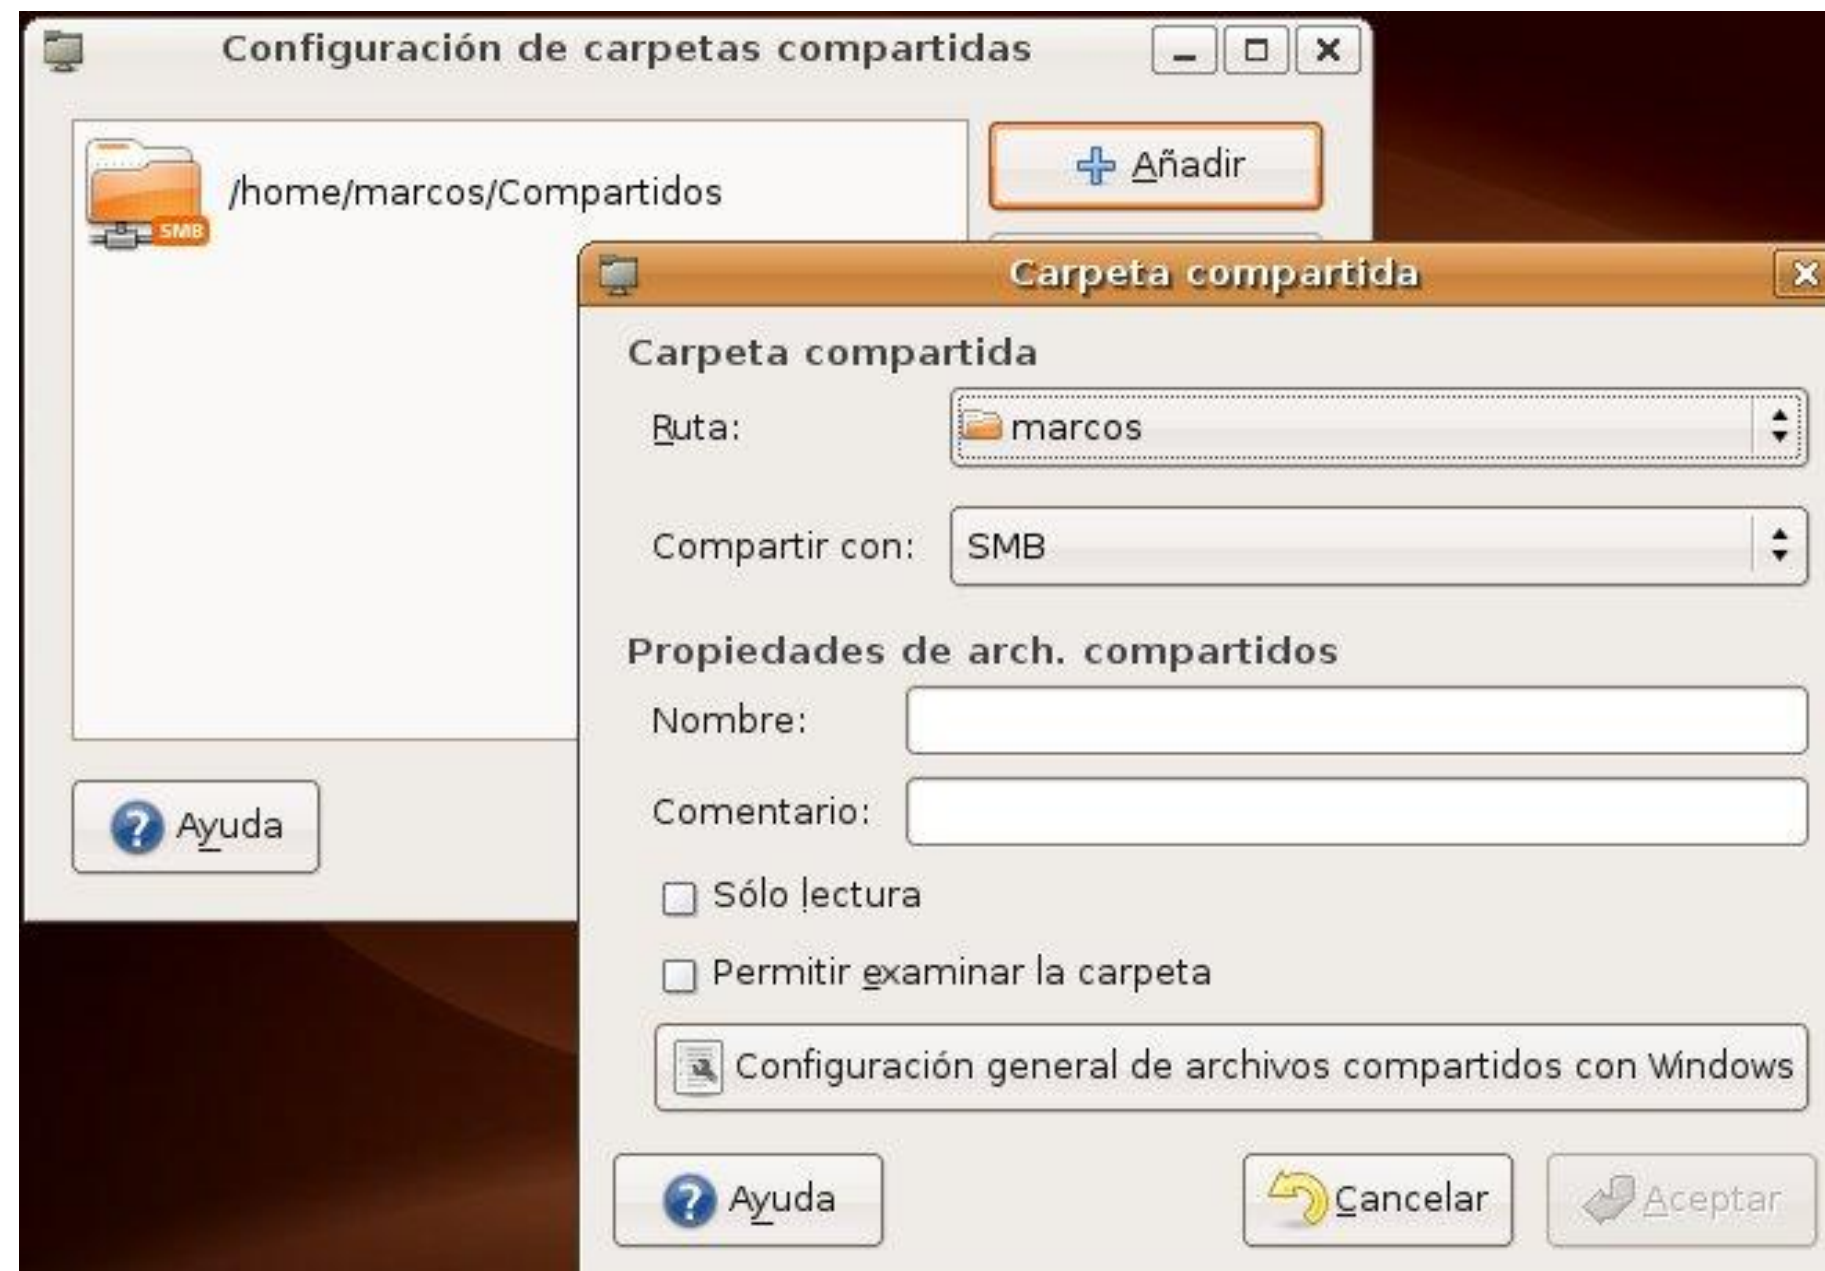 Configuración de carpetas compartidas
/home/marcos/Compartidos
SMB
Añadir
Ayuda
Carpeta compartida
Carpeta compartida
Ruta:
marcos
Compartir con:
SMB
Propiedades de arch. compartidos
Nombre:
Comentario:
Sólo lectura
Permitir examinar la carpeta
Configuración general de archivos compartidos con Windows
Ayuda
Cancelar
Aceptar